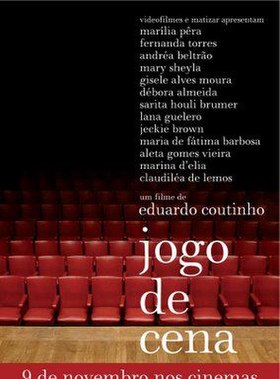 videofilmes e matizar apresentam
marília pêra
fernanda torres
andréa beltrão
mary sheyla
gisele alves moura
débora almeida
sarita houli brumer
lana guelero
jeckie brown
maria de fátima barbosa
aleta gomes vieira
marina d'elia
claudiléa de lemos
um filme de
eduardo coutinho
jogo
de
cena
9 de novembro nos cinemas